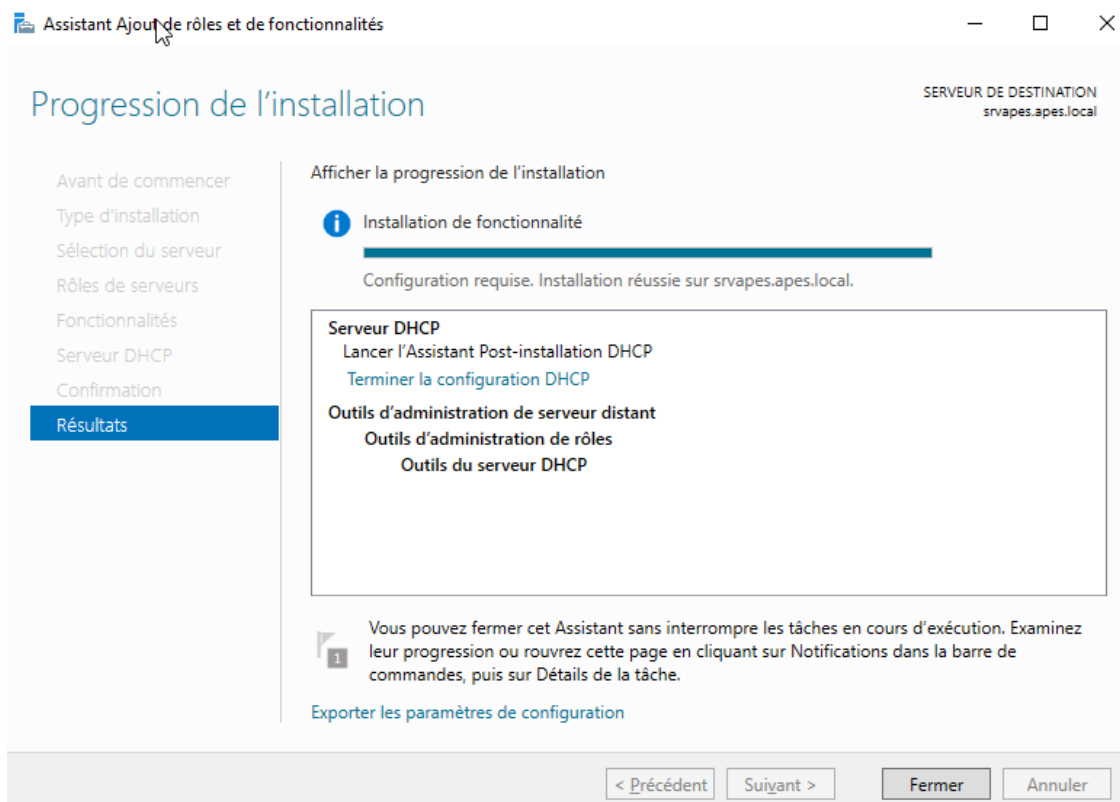 Assistant Ajout de rôles et de fonctionnalités
Progression de l’installation
SERVEUR DE DESTINATION
srvapes.apes.local
Avant de commencer
Type d’installation
Sélection du serveur
Rôles de serveurs
Fonctionnalités
Serveur DHCP
Confirmation
Résultats
Afficher la progression de l’installation
Installation de fonctionnalité
Configuration requise. Installation réussie sur srvapes.apes.local.
Serveur DHCP
Lancer l’Assistant Post-installation DHCP
Terminer la configuration DHCP
Outils d’administration de serveur distant
Outils d’administration de rôles
Outils du serveur DHCP
1
Vous pouvez fermer cet Assistant sans interrompre les tâches en cours d’exécution. Examinez
leur progression ou rouvrez cette page en cliquant sur Notifications dans la barre de
commandes, puis sur Détails de la tâche.
Exporter les paramètres de configuration
< Précédent
Suivant >
Fermer
Annuler